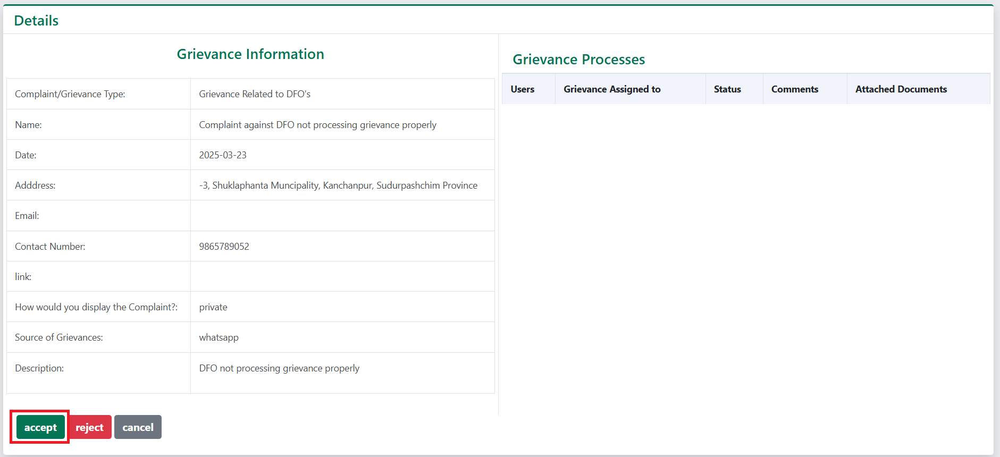 Details
Grievance Information
Complaint/Grievance Type: Grievance Related to DFO's
Name: Complaint against DFO not processing grievance properly
Date: 2025-03-23
Adddress: -3, Shuklaphanta Muncipality, Kanchanpur, Sudurpashchim Province
Email:
Contact Number: 9865789052
link:
How would you display the Complaint?: private
Source of Grievances: whatsapp
Description: DFO not processing grievance properly
accept reject cancel
Grievance Processes
Users Grievance Assigned to Status Comments Attached Documents